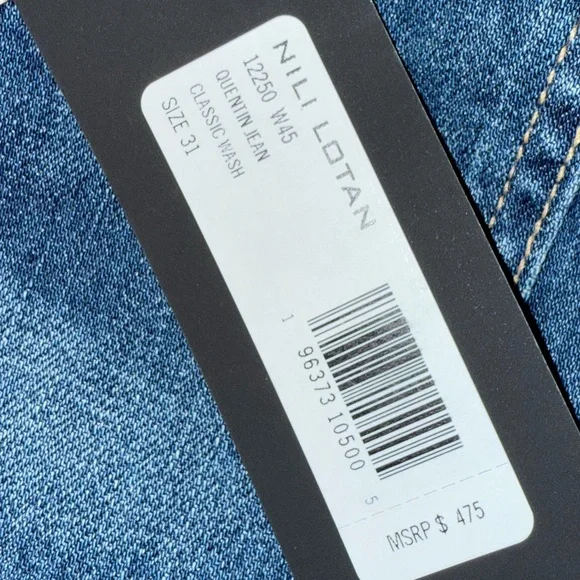 NILI LOTAN
12250 W45
QUENTIN JEAN
CLASSIC WASH
SIZE 31
1 96373 10500 5
MSRP $ 475